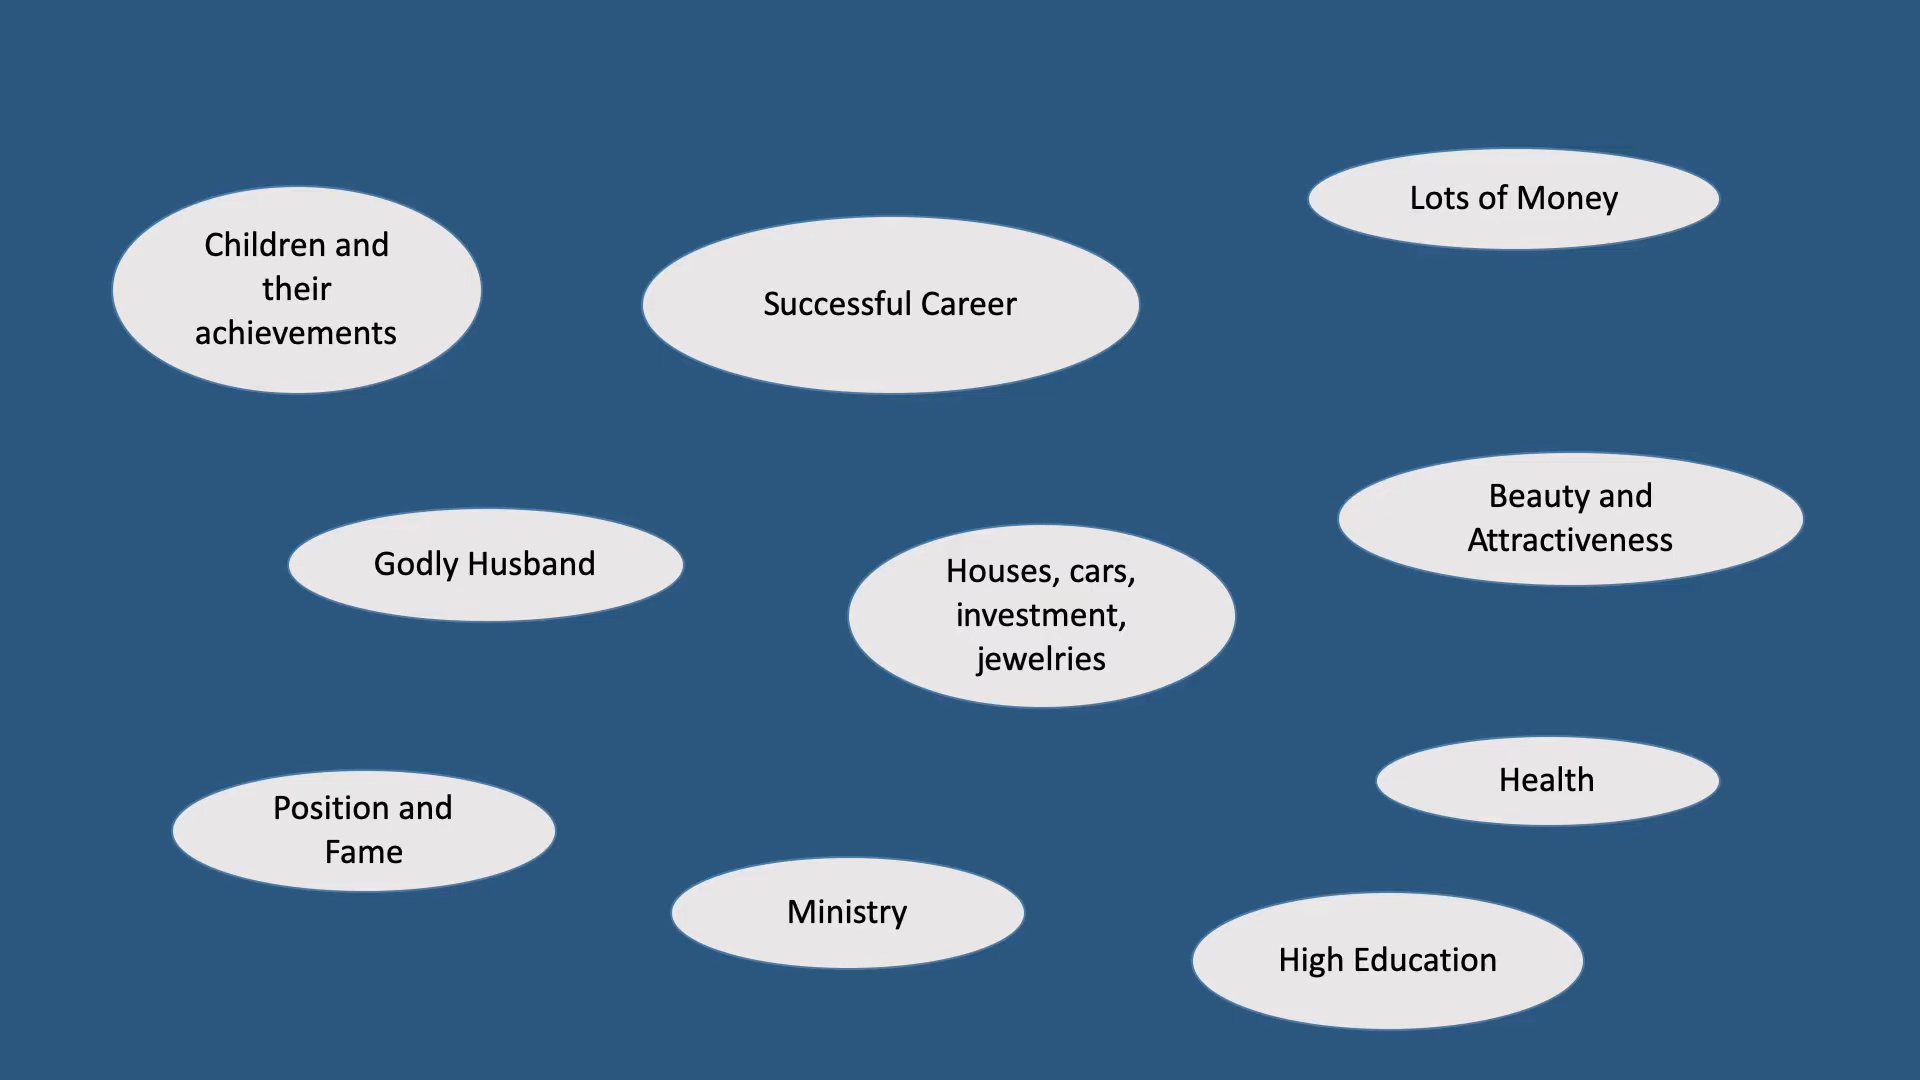 Lots of Money
Children and
their
achievements
Successful Career
Beauty and
Attractiveness
Godly Husband
Houses, cars,
investment,
jewelries
Health
Position and
Fame
Ministry
High Education